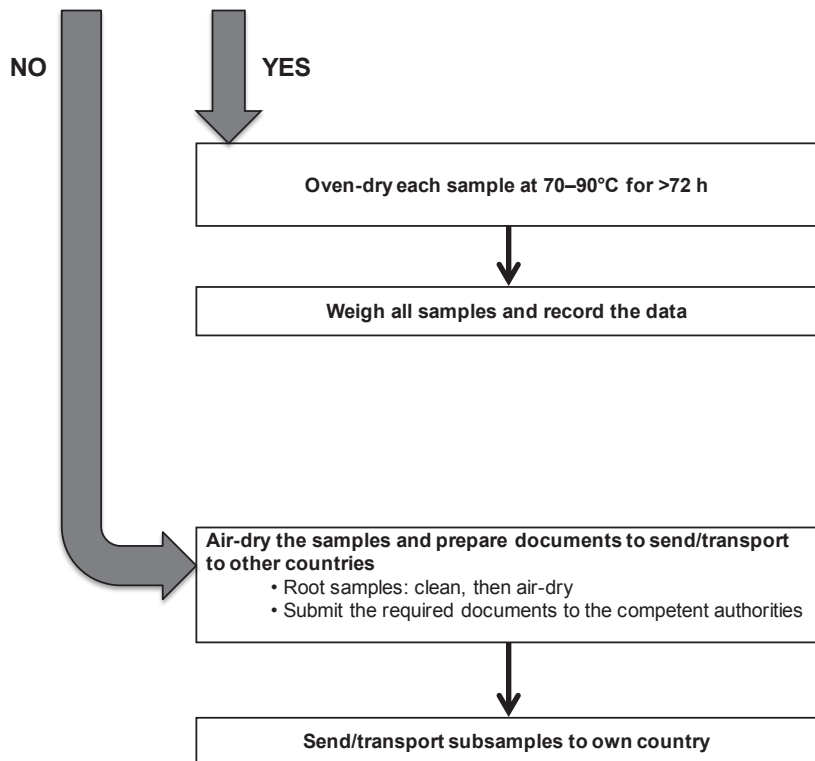 NO
YES
Oven-dry each sample at 70–90°C for >72 h
Weigh all samples and record the data
Air-dry the samples and prepare documents to send/transport
to other countries
• Root samples: clean, then air-dry
• Submit the required documents to the competent authorities
Send/transport subsamples to own country